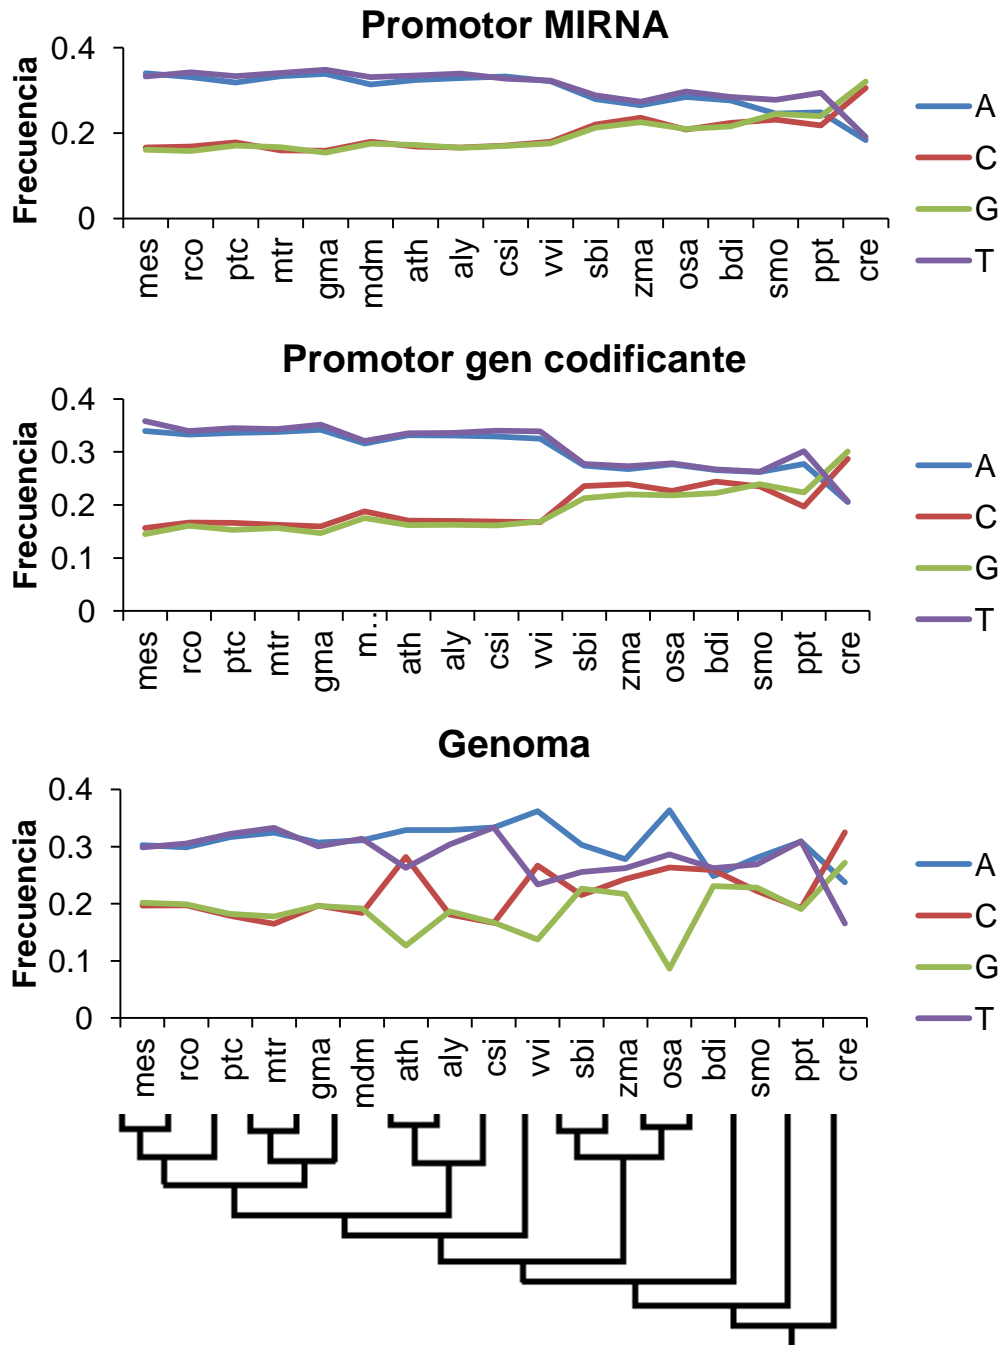 Promotor MIRNA
Frecuencia
0.4
0.2
0
mes
rco
ptc
mtr
gma
mdm
ath
aly
csi
vvi
sbi
zma
osa
bdi
smo
ppt
cre
A
C
G
T
Promotor gen codificante
Frecuencia
0.4
0.3
0.2
0.1
0
mes
rco
ptc
mtr
gma
m…
ath
aly
csi
vvi
sbi
zma
osa
bdi
smo
ppt
cre
A
C
G
T
Genoma
Frecuencia
0.4
0.3
0.2
0.1
0
mes
rco
ptc
mtr
gma
mdm
ath
aly
csi
vvi
sbi
zma
osa
bdi
smo
ppt
cre
A
C
G
T